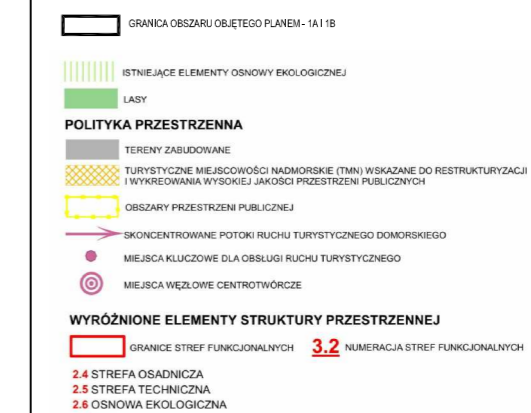 GRANICA OBSZARU OBJĘTEGO PLANEM - 1A I 1B
ISTNIEJĄCE ELEMENTY OSNOWY EKOLOGICZNEJ
LASY
POLITYKA PRZESTRZENNA
TERENY ZABUDOWANE
TURYSTYCZNE MIEJSCOWOŚCI NADMORSKIE (TMN) WSKAZANE DO RESTRUKTURYZACJI
I WYKREOWANIA WYSOKIEJ JAKOŚCI PRZESTRZENI PUBLICZNYCH
OBSZARY PRZESTRZENI PUBLICZNEJ
SKONCENTROWANE POTOKI RUCHU TURYSTYCZNEGO DOMORSKIEGO
MIEJSCA KLUCZOWE DLA OBSŁUGI RUCHU TURYSTYCZNEGO
MIEJSCA WĘZŁOWE CENTROTWÓRCZE
WYRÓŻNIONE ELEMENTY STRUKTURY PRZESTRZENNEJ
GRANICE STREF FUNKCJONALNYCH 3.2 NUMERACJA STREF FUNKCJONALNYCH
2.4 STREFA OSADNICZA
2.5 STREFA TECHNICZNA
2.6 OSNOWA EKOLOGICZNA